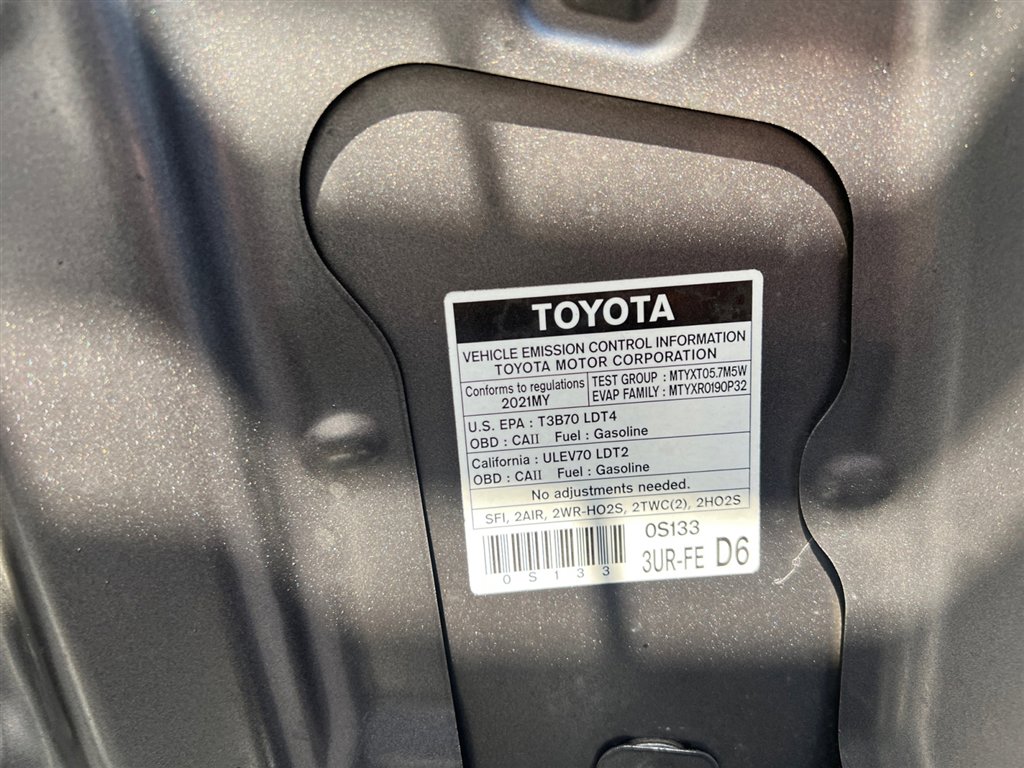 TOYOTA
VEHICLE EMISSION CONTROL INFORMATION
TOYOTA MOTOR CORPORATION
Conforms to regulations
2021MY
TEST GROUP : MTYXT05.7M5W
EVAP FAMILY : MTYXR0190P32
U.S. EPA : T3B70 LDT4
OBD : CAII Fuel : Gasoline
California : ULEV70 LDT2
OBD : CAII Fuel : Gasoline
No adjustments needed.
SFI, 2AIR, 2WR-HO2S, 2TWC(2), 2HO2S
0S133
0S133
3UR-FE D6